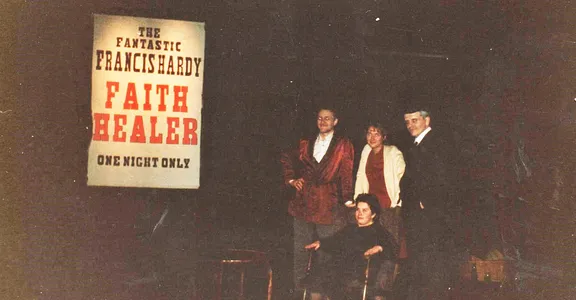 THE
FANTASTIC
FRANCIS HARDY
FAITH
HEALER
ONE NIGHT ONLY